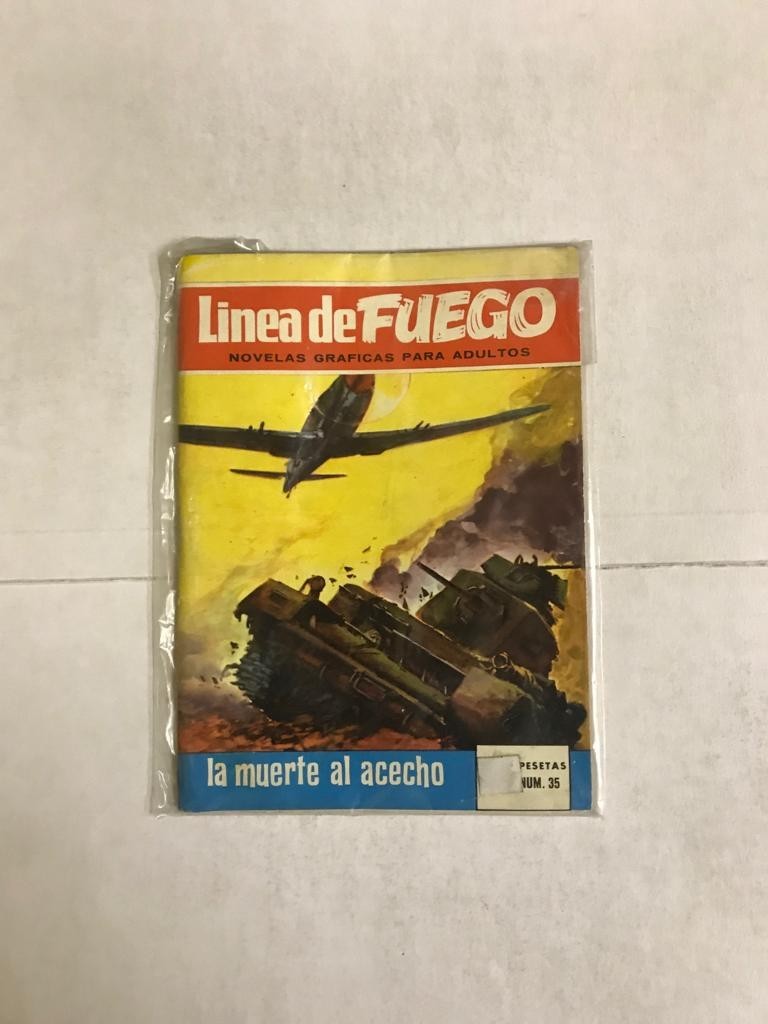 Linea de FUEGO
NOVELAS GRAFICAS PARA ADULTOS
la muerte al acecho
PESETAS
NUM. 35